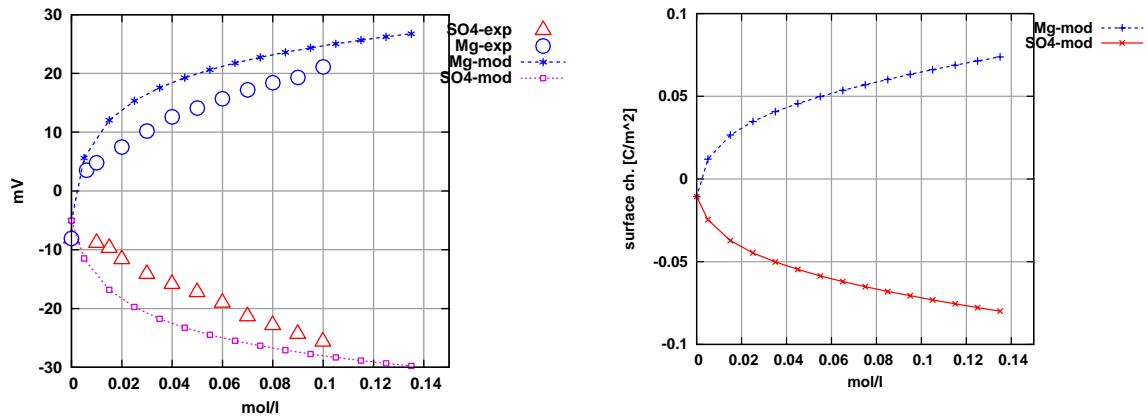 SO4-exp
Mg-exp
Mg-mod
SO4-mod
30
20
10
0
-10
-20
-30
mV
0 0.02 0.04 0.06 0.08 0.1 0.12 0.14
mol/l
Mg-mod
SO4-mod
0.1
0.05
0
-0.05
-0.1
surface ch. [C/m^2]
0 0.02 0.04 0.06 0.08 0.1 0.12 0.14
mol/l